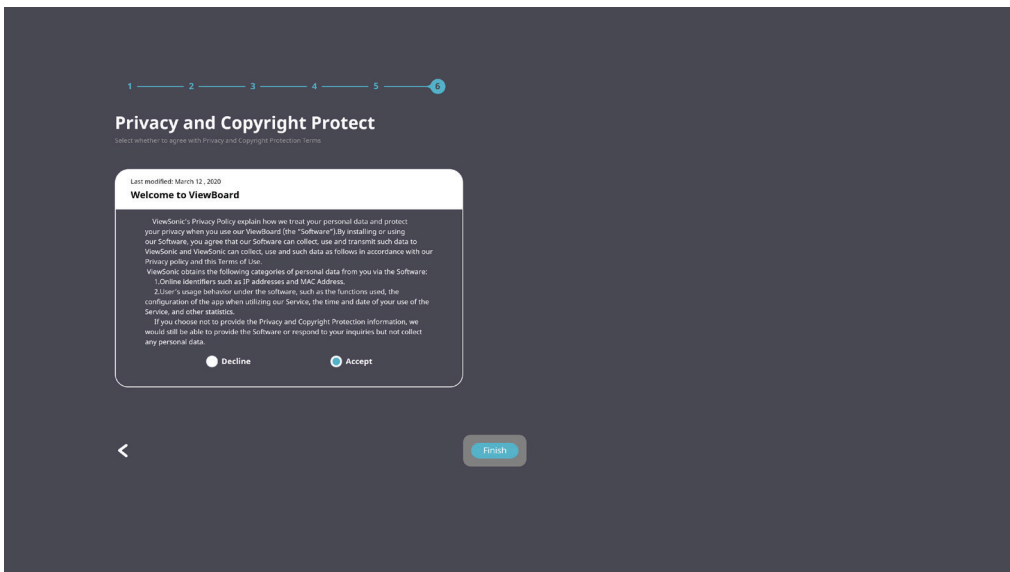 1 2 3 4 5 6
Privacy and Copyright Protect
Select whether to agree with Privacy and Copyright Protection Terms
Last modified: March 12 , 2020
Welcome to ViewBoard
ViewSonic's Privacy Policy explain how we treat your personal data and protect
your privacy when you use our ViewBoard (the "Software").By installing or using
our Software, you agree that our Software can collect, use and transmit such data to
ViewSonic and ViewSonic can collect, use and such data as follows in accordance with our
Privacy policy and this Terms of Use.
ViewSonic obtains the following categories of personal data from you via the Software:
1.Online identifiers such as IP addresses and MAC Address.
2.User's usage behavior under the software, such as the functions used, the
configuration of the app when utilizing our Service, the time and date of your use of the
Service, and other statistics.
If you choose not to provide the Privacy and Copyright Protection information, we
would still be able to provide the Software or respond to your inquiries but not collect
any personal data.
Decline Accept
Finish